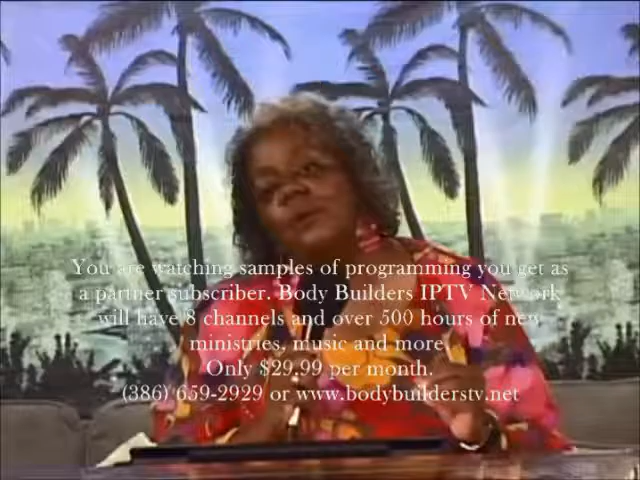 You are watching samples of programming you get as
a partner subscriber. Body Builders IPTV Network
will have 8 channels and over 500 hours of new
ministries, music and more.
Only $29.99 per month.
(386) 659-2929 or www.bodybuilderstv.net